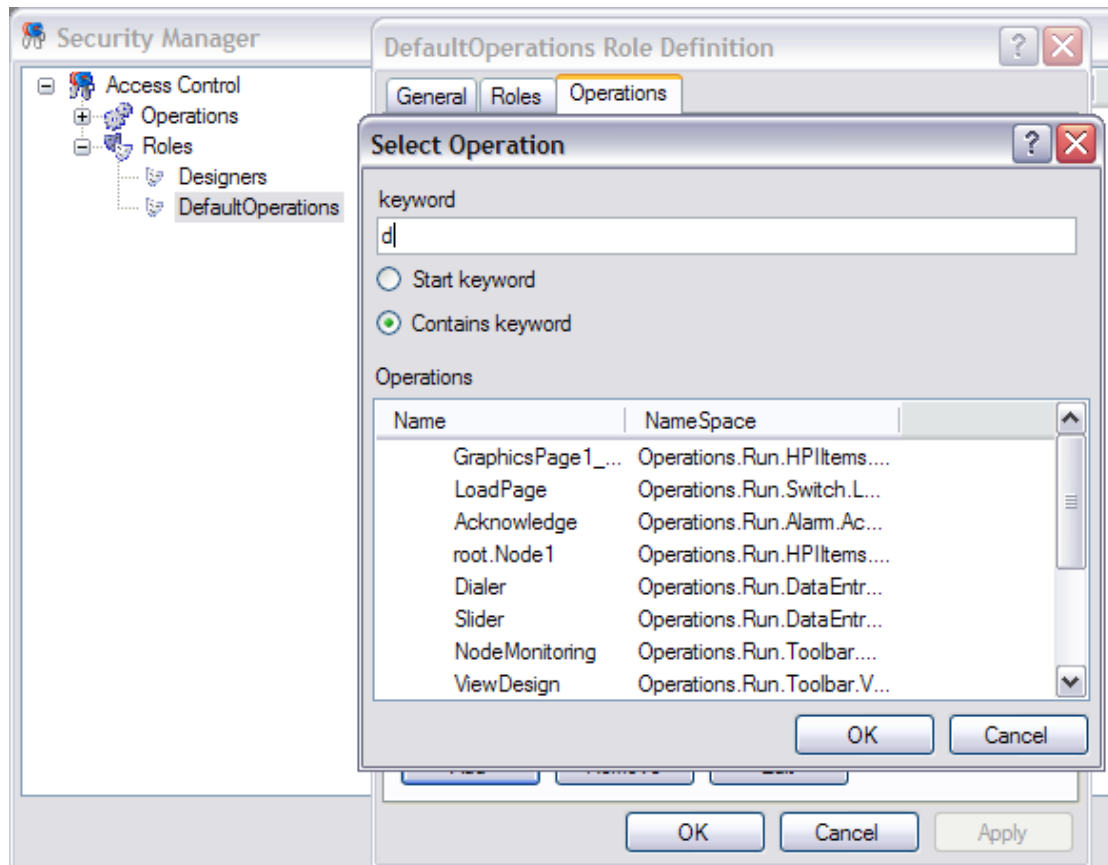 Security Manager
Access Control
Operations
Roles
Designers
DefaultOperations
DefaultOperations Role Definition
General Roles Operations
Select Operation
keyword
d
Start keyword
Contains keyword
Operations
Name NameSpace
GraphicsPage1_... Operations.Run.HPIItems....
LoadPage Operations.Run.Switch.L...
Acknowledge Operations.Run.Alarm.Ac...
root.Node1 Operations.Run.HPIItems....
Dialer Operations.Run.DataEntr...
Slider Operations.Run.DataEntr...
NodeMonitoring Operations.Run.Toolbar....
ViewDesign Operations.Run.Toolbar.V...
OK Cancel
OK Cancel Apply